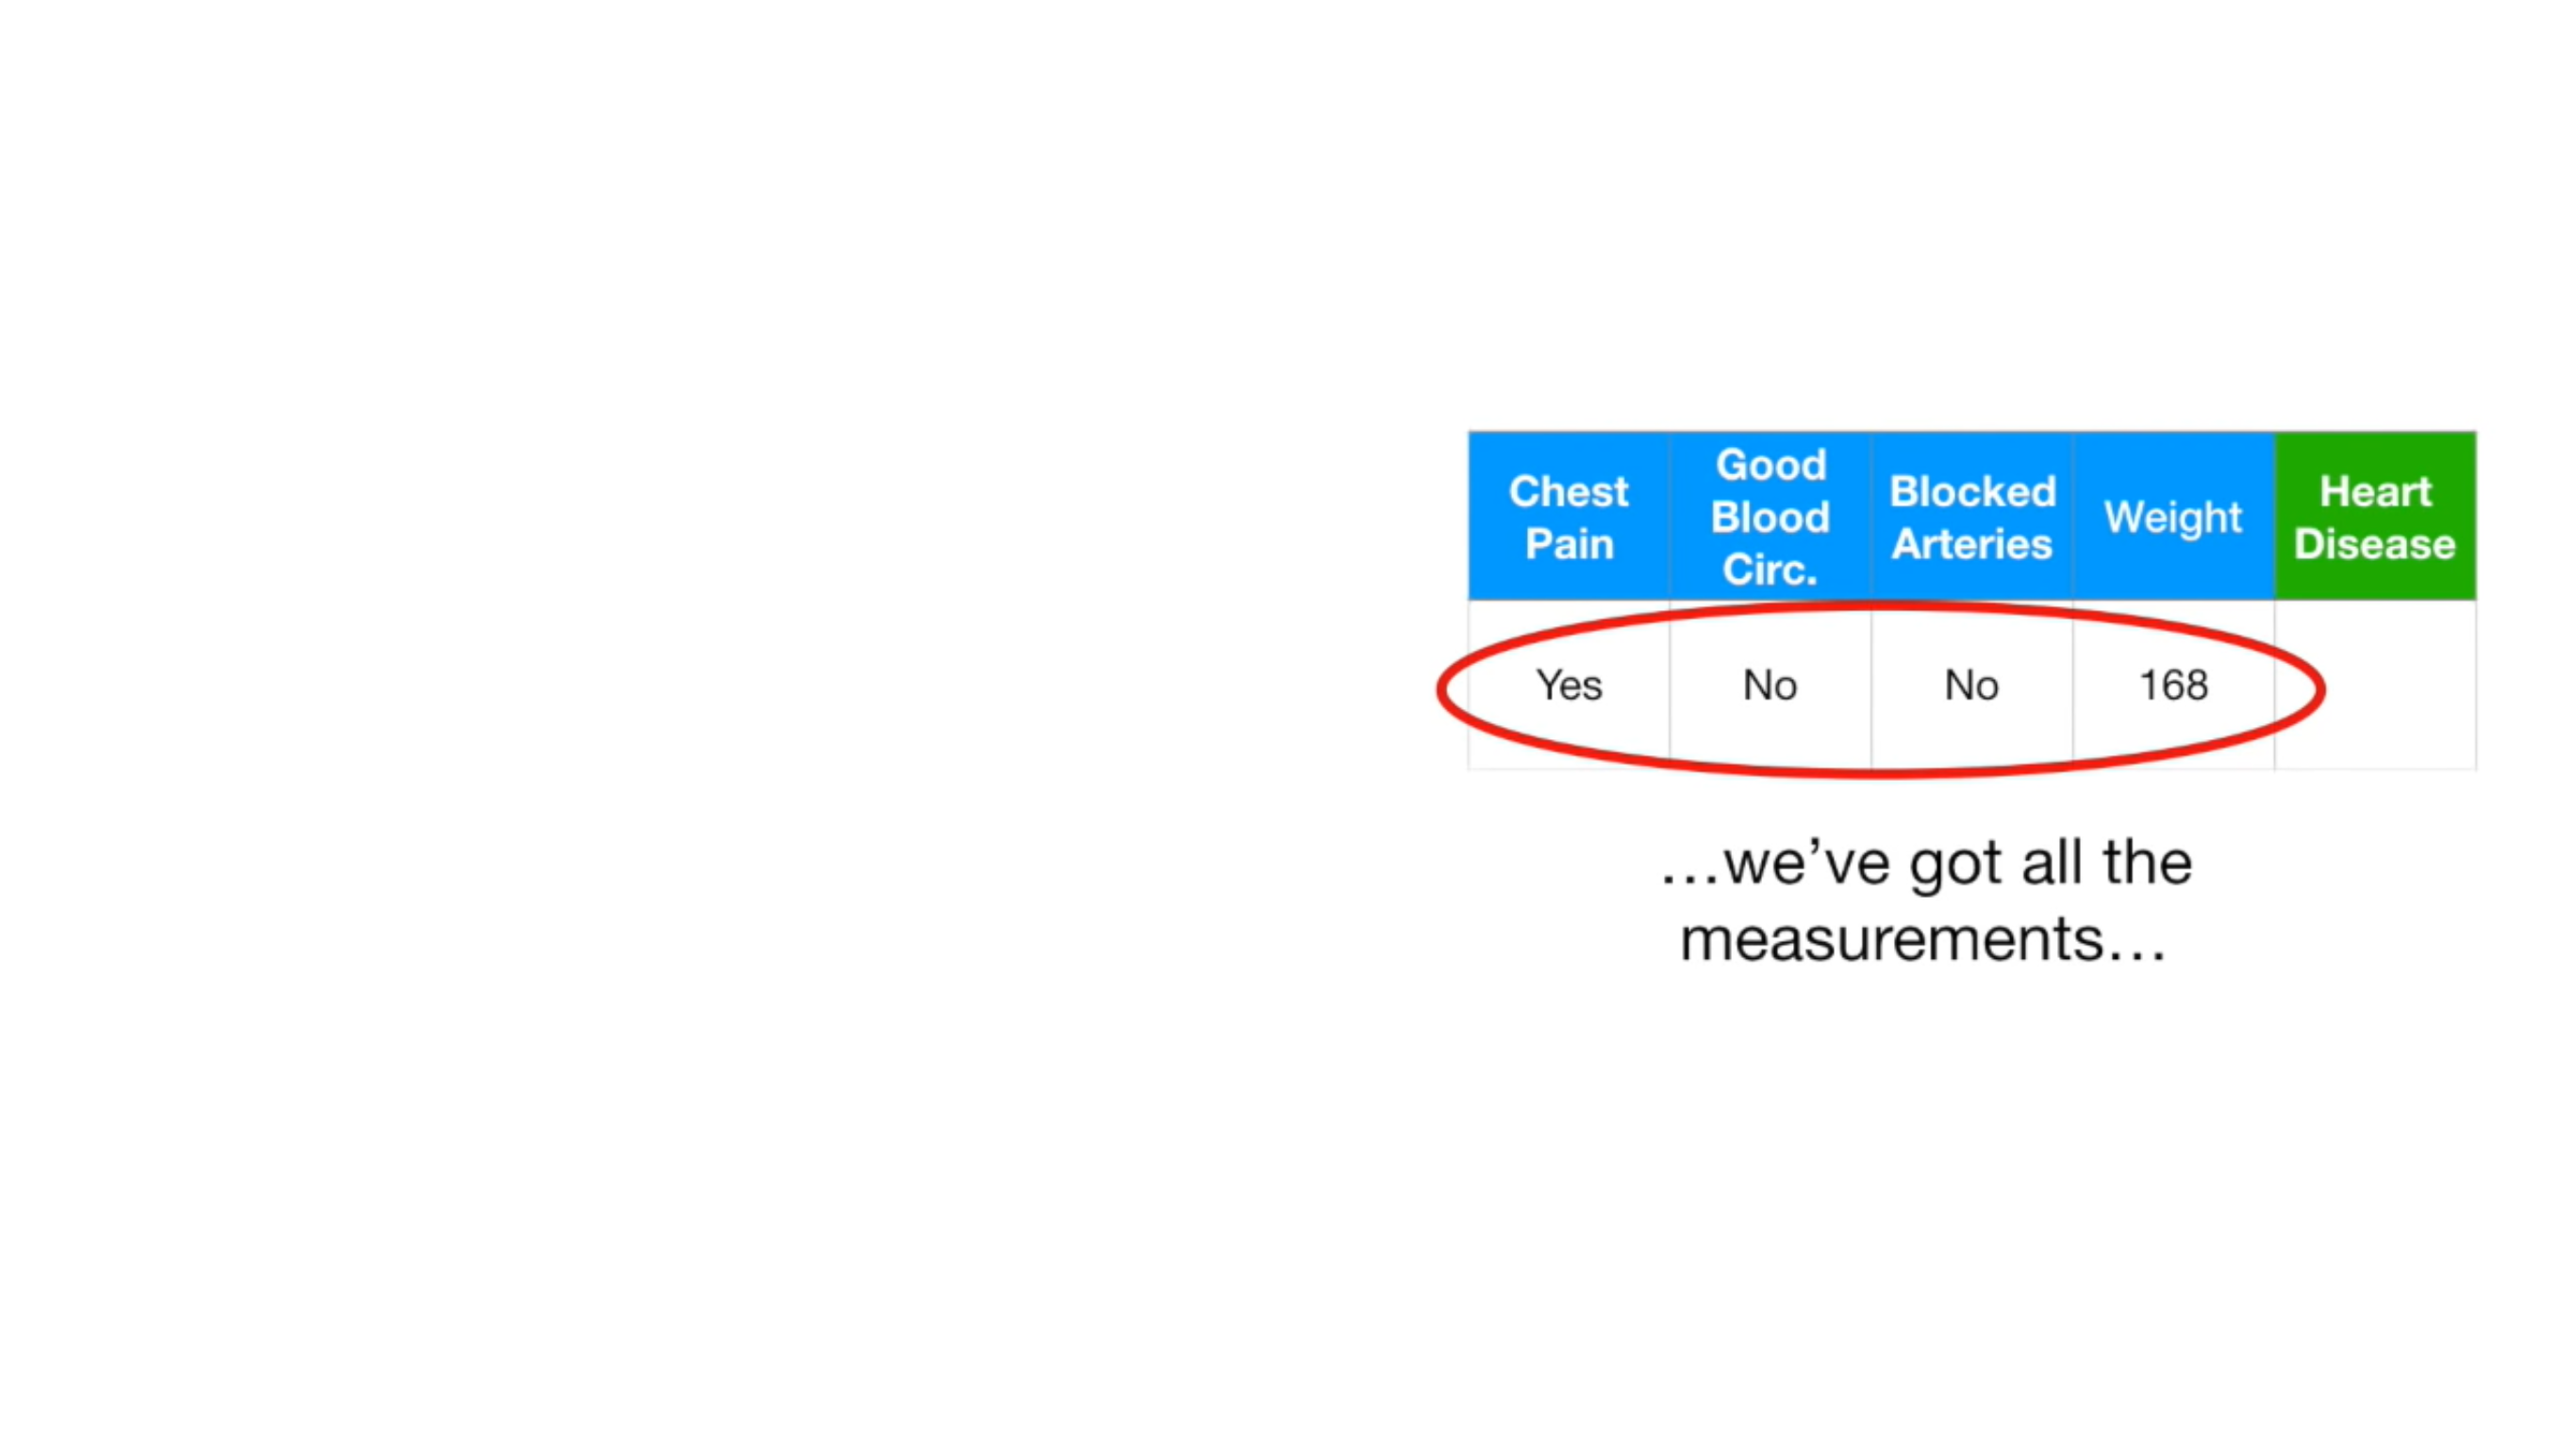 Chest Pain Good Blood Circ. Blocked Arteries Weight Heart Disease
Yes No No 168
…we’ve got all the
measurements…